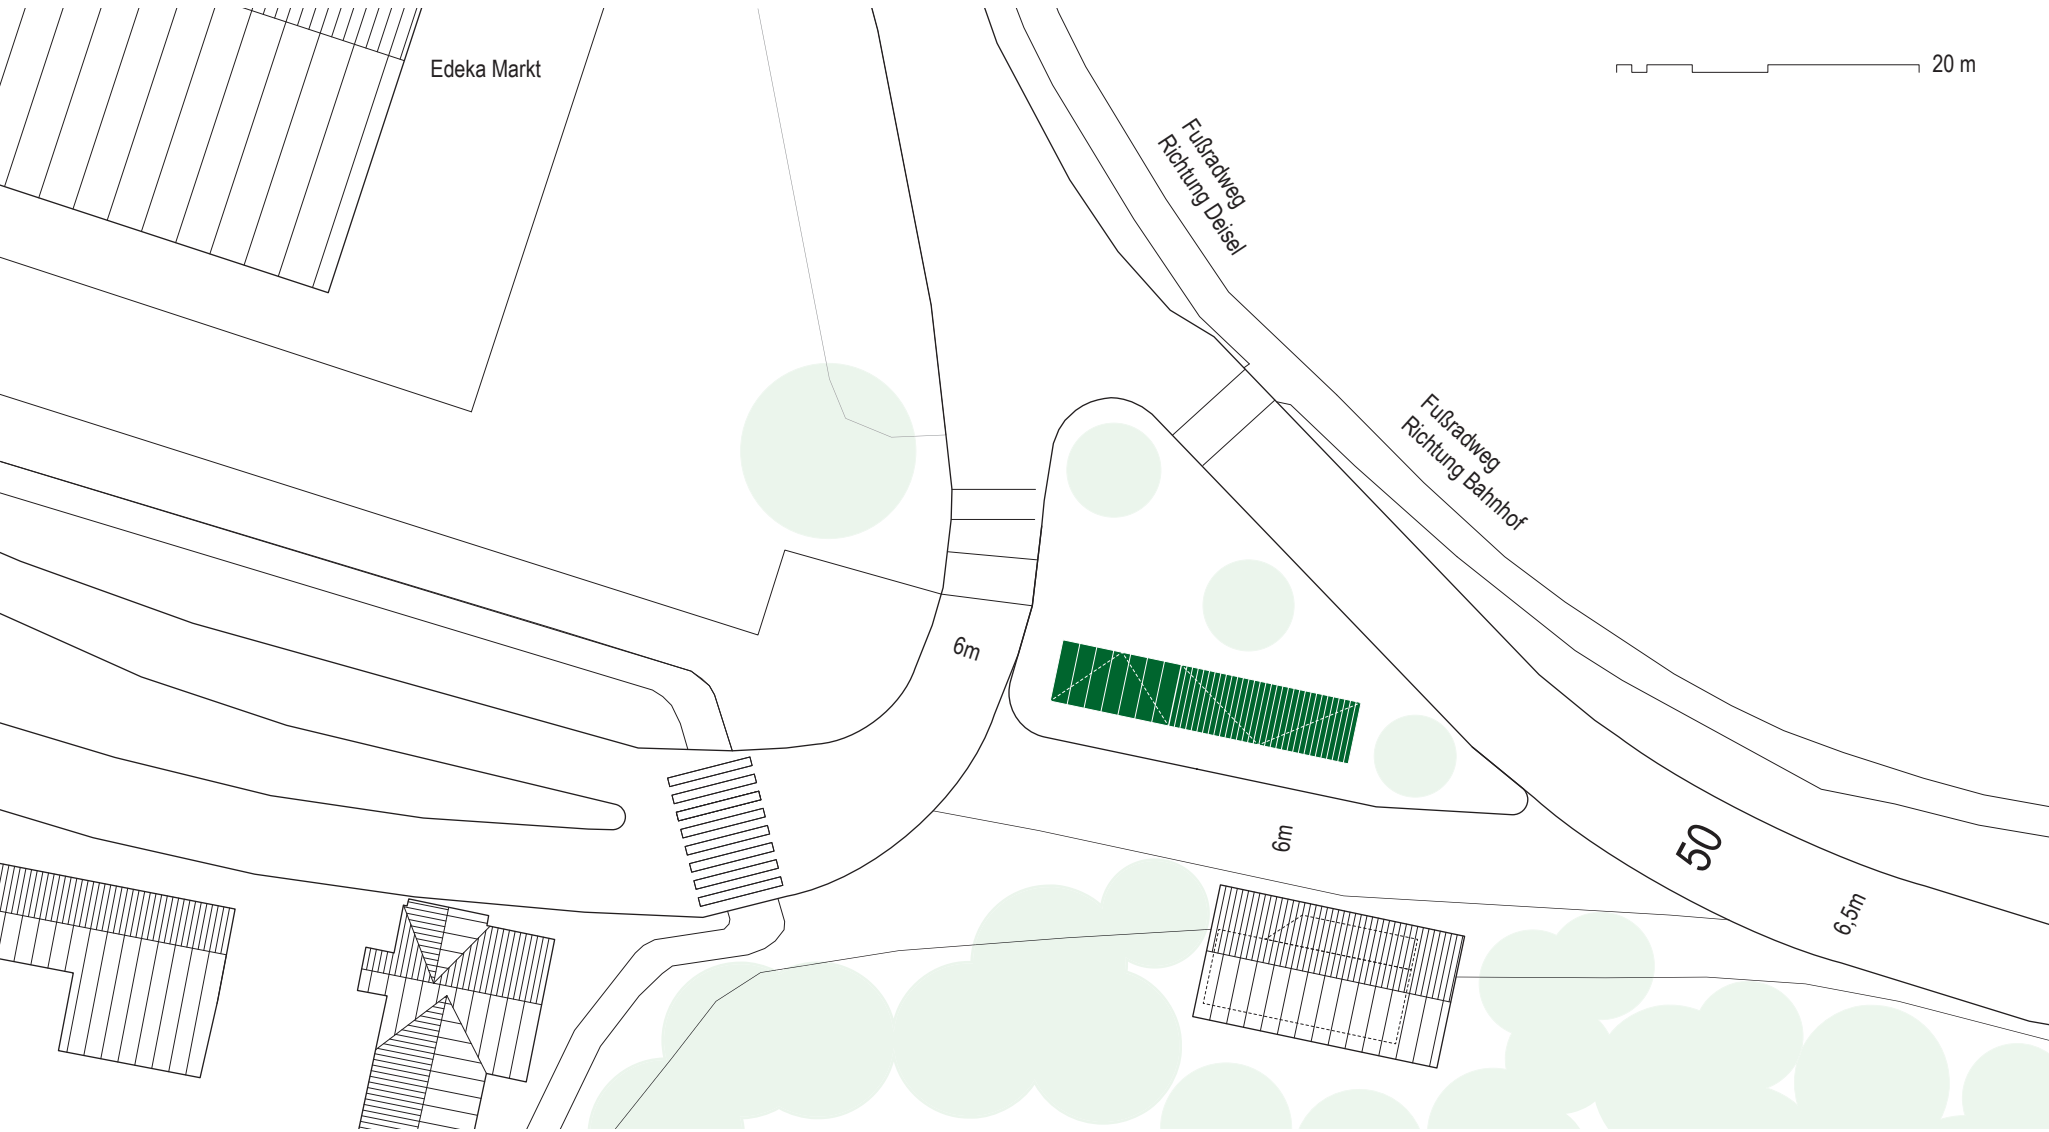 Edeka Markt
20 m
Fußradweg
Richtung Deisel
Fußradweg
Richtung Bahnhof
6m
6m
50
6,5m